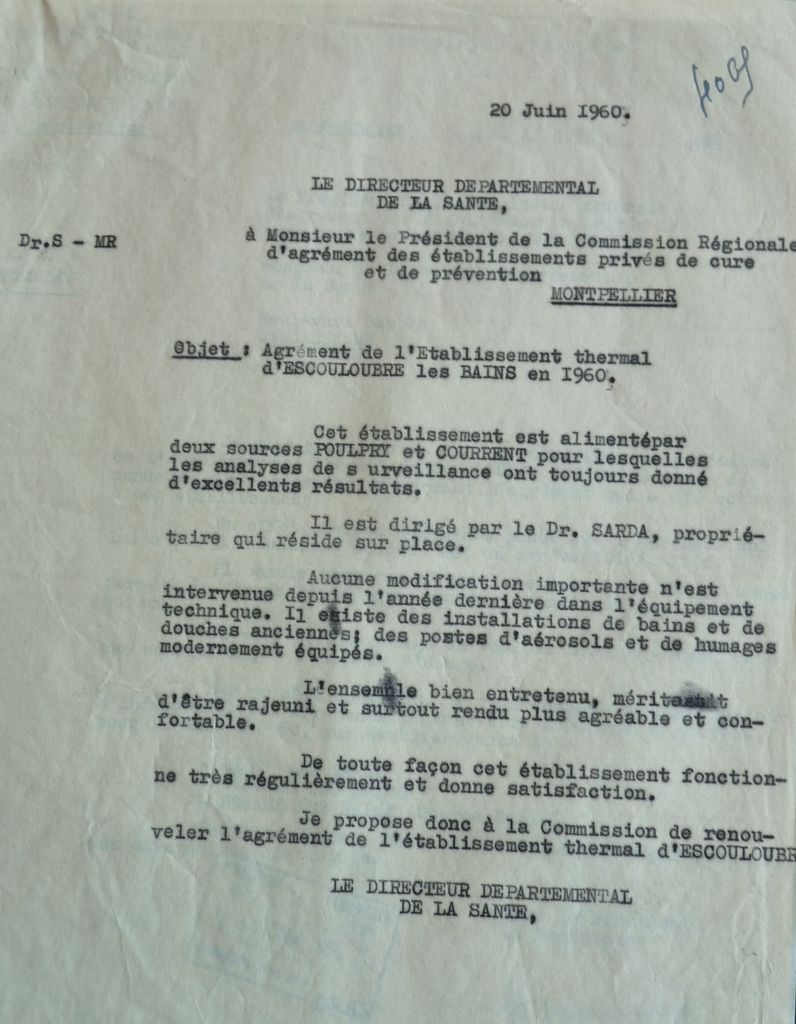 20 Juin 1960.
LE DIRECTEUR DEPARTEMENTAL
DE LA SANTE,
Dr.S - MR
à Monsieur le Président de la Commission Régionale
d'agrément des établissements privés de cure
et de prévention
MONTPELLIER
Objet : Agrément de l'Etablissement thermal
d'ESCOULOUBRE les BAINS en 1960.
Cet établissement est alimentépar
deux sources POULPRY et COURRENT pour lesquelles
les analyses de s urveillance ont toujours donné
d'excellents résultats.
Il est dirigé par le Dr. SARDA, proprié-
taire qui réside sur place.
Aucune modification importante n'est
intervenue depuis l'année dernière dans l'équipement
technique. Il existe des installations de bains et de
douches anciennes; des postes d'aérosols et de humages
modernement équipés.
L'ensemble bien entretenu, mériterait
d'être rajeuni et surtout rendu plus agréable et con-
fortable.
De toute façon cet établissement fonction-
ne très régulièrement et donne satisfaction.
Je propose donc à la Commission de renou-
veler l'agrément de l'établissement thermal d'ESCOULOUBR
LE DIRECTEUR DEPARTEMENTAL
DE LA SANTE,